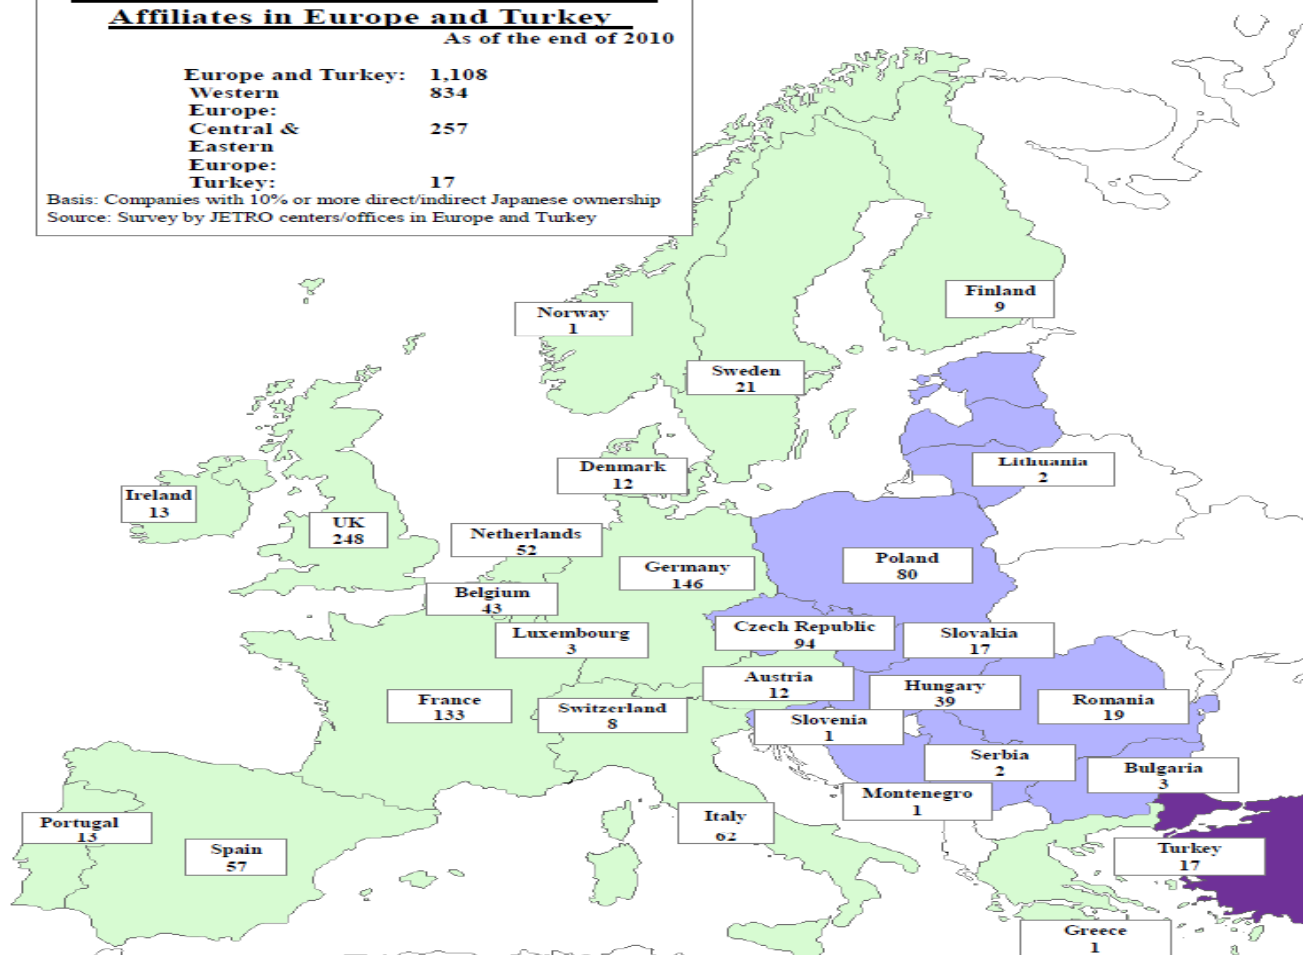 Affiliates in Europe and Turkey
As of the end of 2010
Europe and Turkey: 1,108
Western 834
Europe:
Central & 257
Eastern
Europe:
Turkey: 17
Basis: Companies with 10% or more direct/indirect Japanese ownership
Source: Survey by JETRO centers/offices in Europe and Turkey
Finland
9
Norway
1
Sweden
21
Denmark
12
Lithuania
2
Ireland
13
UK
248
Netherlands
52
Germany
146
Poland
80
Belgium
43
Luxembourg
3
Czech Republic
94
Slovakia
17
Austria
12
Hungary
39
France
133
Switzerland
8
Romania
19
Slovenia
1
Serbia
2
Bulgaria
3
Montenegro
1
Portugal
13
Italy
62
Spain
57
Turkey
17
Greece
1